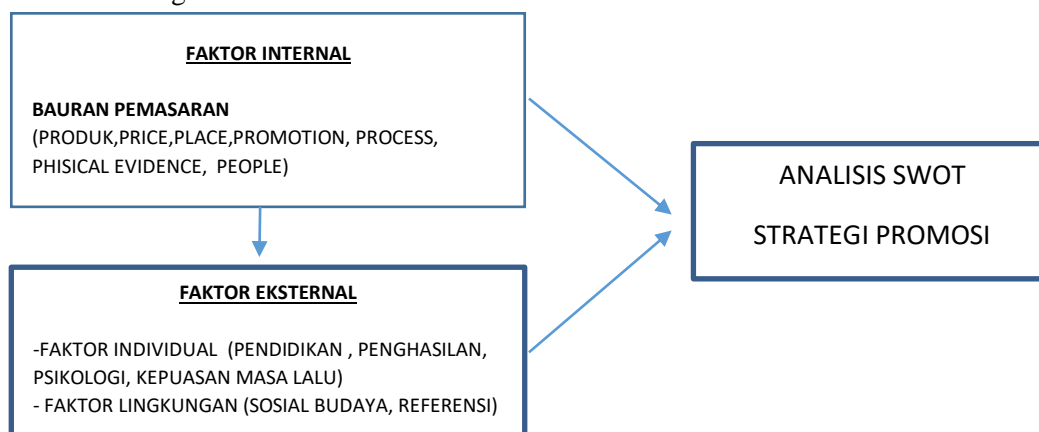 FAKTOR INTERNAL
BAURAN PEMASARAN
(PRODUK,PRICE,PLACE,PROMOTION, PROCESS,
PHISICAL EVIDENCE, PEOPLE)
ANALISIS SWOT
STRATEGI PROMOSI
FAKTOR EKSTERNAL
-FAKTOR INDIVIDUAL (PENDIDIKAN , PENGHASILAN,
PSIKOLOGI, KEPUASAN MASA LALU)
- FAKTOR LINGKUNGAN (SOSIAL BUDAYA, REFERENSI)